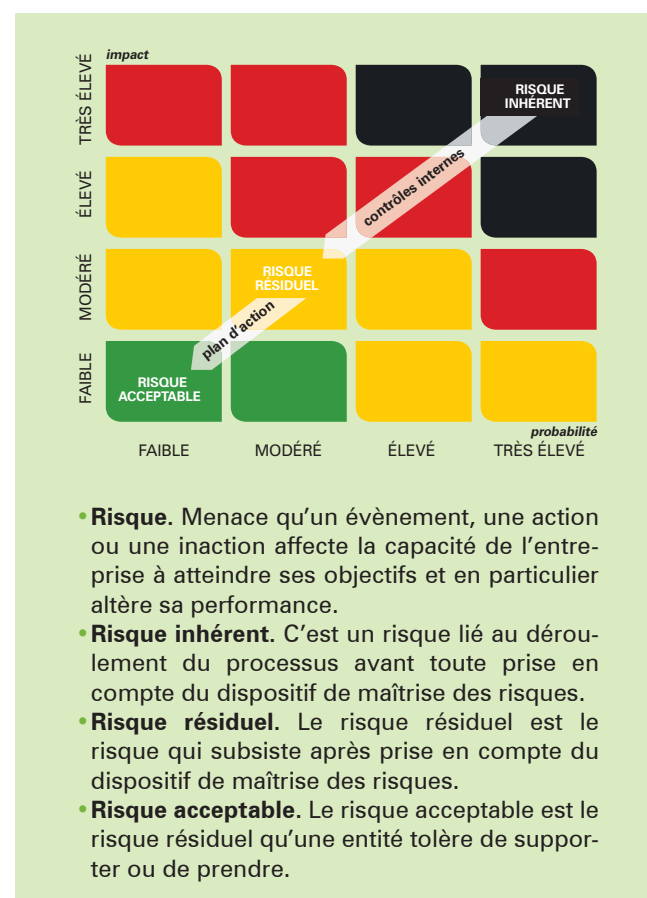 impact
TRÈS ÉLEVÉ
RISQUE
INHÉRENT
contrôles internes
ÉLEVÉ
MODÉRÉ
RISQUE
RÉSIDUEL
plan d'action
FAIBLE
RISQUE
ACCEPTABLE
probabilité
FAIBLE MODÉRÉ ÉLEVÉ TRÈS ÉLEVÉ
• Risque. Menace qu'un évènement, une action
ou une inaction affecte la capacité de l'entre-
prise à atteindre ses objectifs et en particulier
altère sa performance.
• Risque inhérent. C'est un risque lié au dérou-
lement du processus avant toute prise en
compte du dispositif de maîtrise des risques.
• Risque résiduel. Le risque résiduel est le
risque qui subsiste après prise en compte du
dispositif de maîtrise des risques.
• Risque acceptable. Le risque acceptable est le
risque résiduel qu'une entité tolère de suppor-
ter ou de prendre.